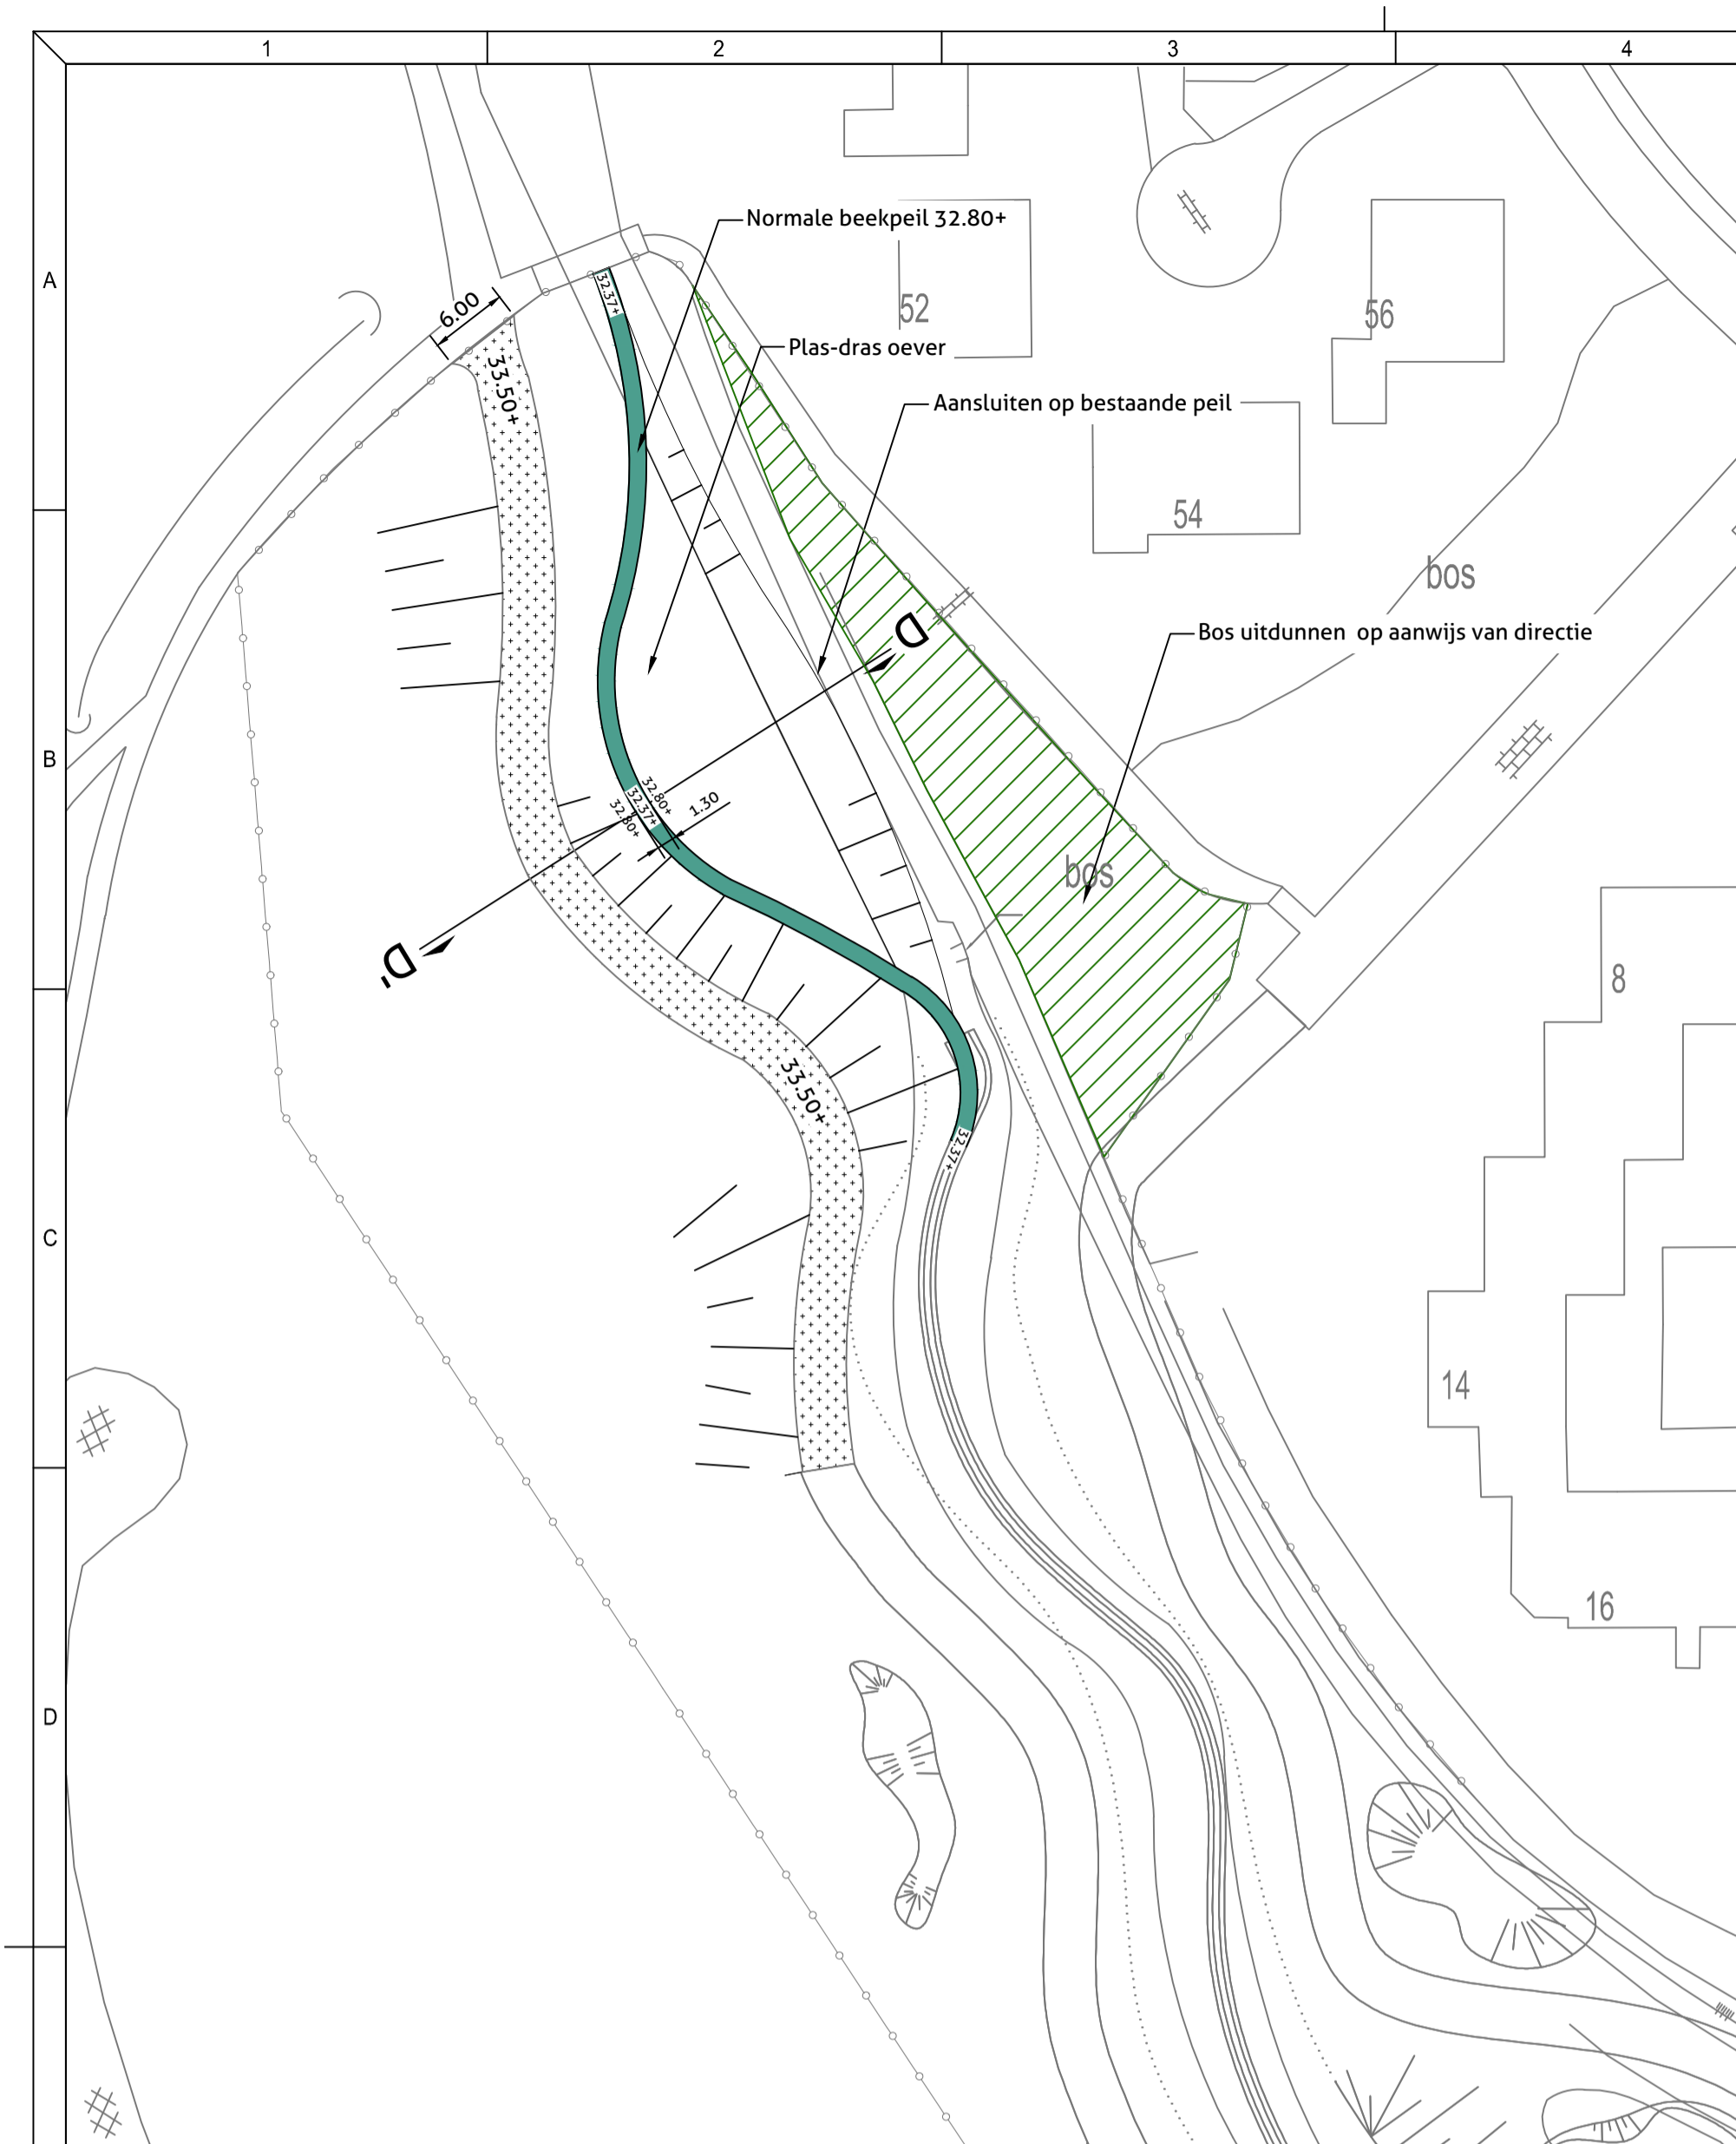 1
2
3
4
A
Normale beekpeil 32.80+
32.37+
6.00
52
56
Plas-dras oever
33.50+
Aansluiten op bestaande peil
54
bos
D
Bos uitdunnen op aanwijs van directie
B
32.80+
32.37+
32.80+
1.30
bos
D'
8
33.50+
32.37+
C
14
16
D